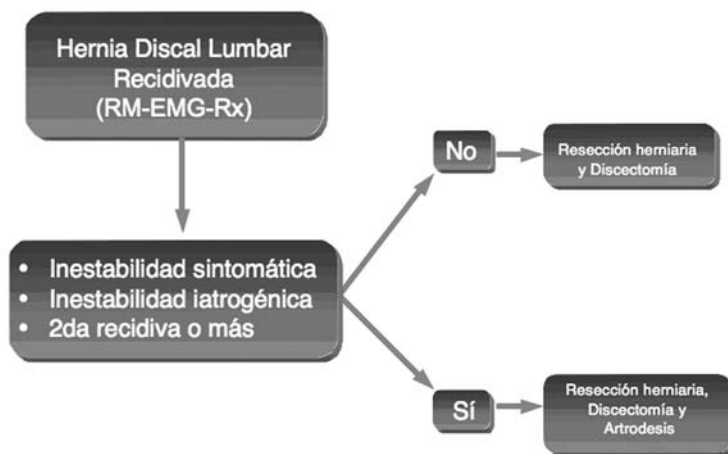 Hernia Discal Lumbar
Recidivada
(RM-EMG-Rx)
• Inestabilidad sintomática
• Inestabilidad iatrogénica
• 2da recidiva o más
No
Resección herniaria
y Discectomía
Sí
Resección herniaria,
Discectomía y
Artrodesis